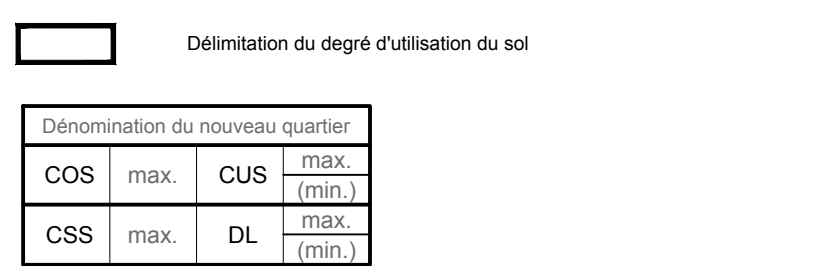 Délimitation du degré d'utilisation du sol
Dénomination du nouveau quartier
COS max. CUS max.
(min.)
CSS max. DL max.
(min.)